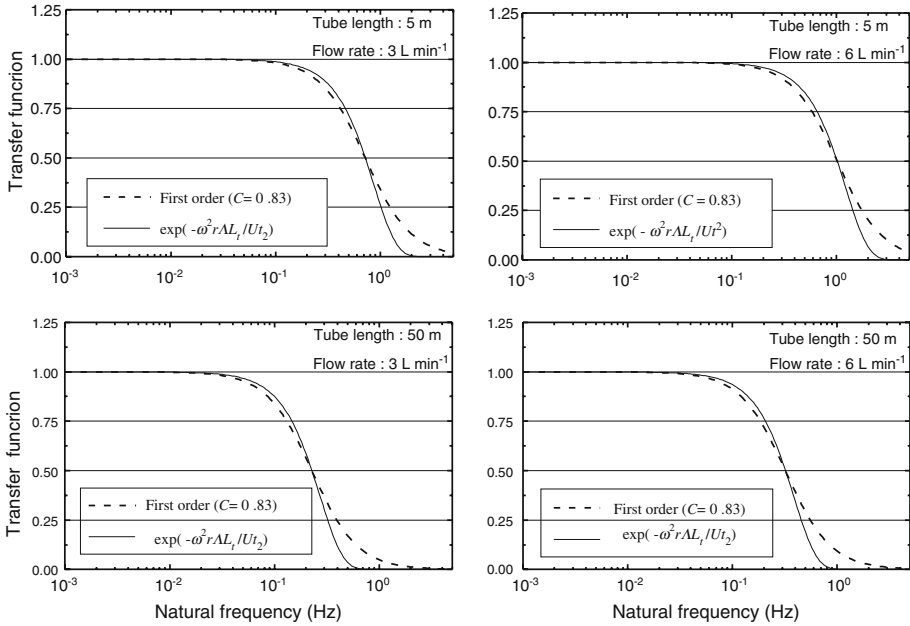 1.25
1.00
0.75
0.50
0.25
0.00
Transfer funcrion
Tube length : 5 m
Flow rate : 3 L min-1
First order (C= 0 .83)
exp( -ω2rΛLt/Ut2)
10-3
10-2
10-1
100
1.25
1.00
0.75
0.50
0.25
0.00
Tube length : 5 m
Flow rate : 6 L min-1
First order (C = 0.83)
exp( - ω2rΛLt/Ut2)
10-3
10-2
10-1
100
1.25
1.00
0.75
0.50
0.25
0.00
Transfer funcrion
Tube length : 50 m
Flow rate : 3 L min-1
First order (C= 0 .83)
exp( -ω2rΛLt/Ut2)
10-3
10-2
10-1
100
Natural frequency (Hz)
1.25
1.00
0.75
0.50
0.25
0.00
Tube length : 50 m
Flow rate : 6 L min-1
First order (C= 0 .83)
exp( -ω2rΛLt/Ut2)
10-3
10-2
10-1
100
Natural frequency (Hz)